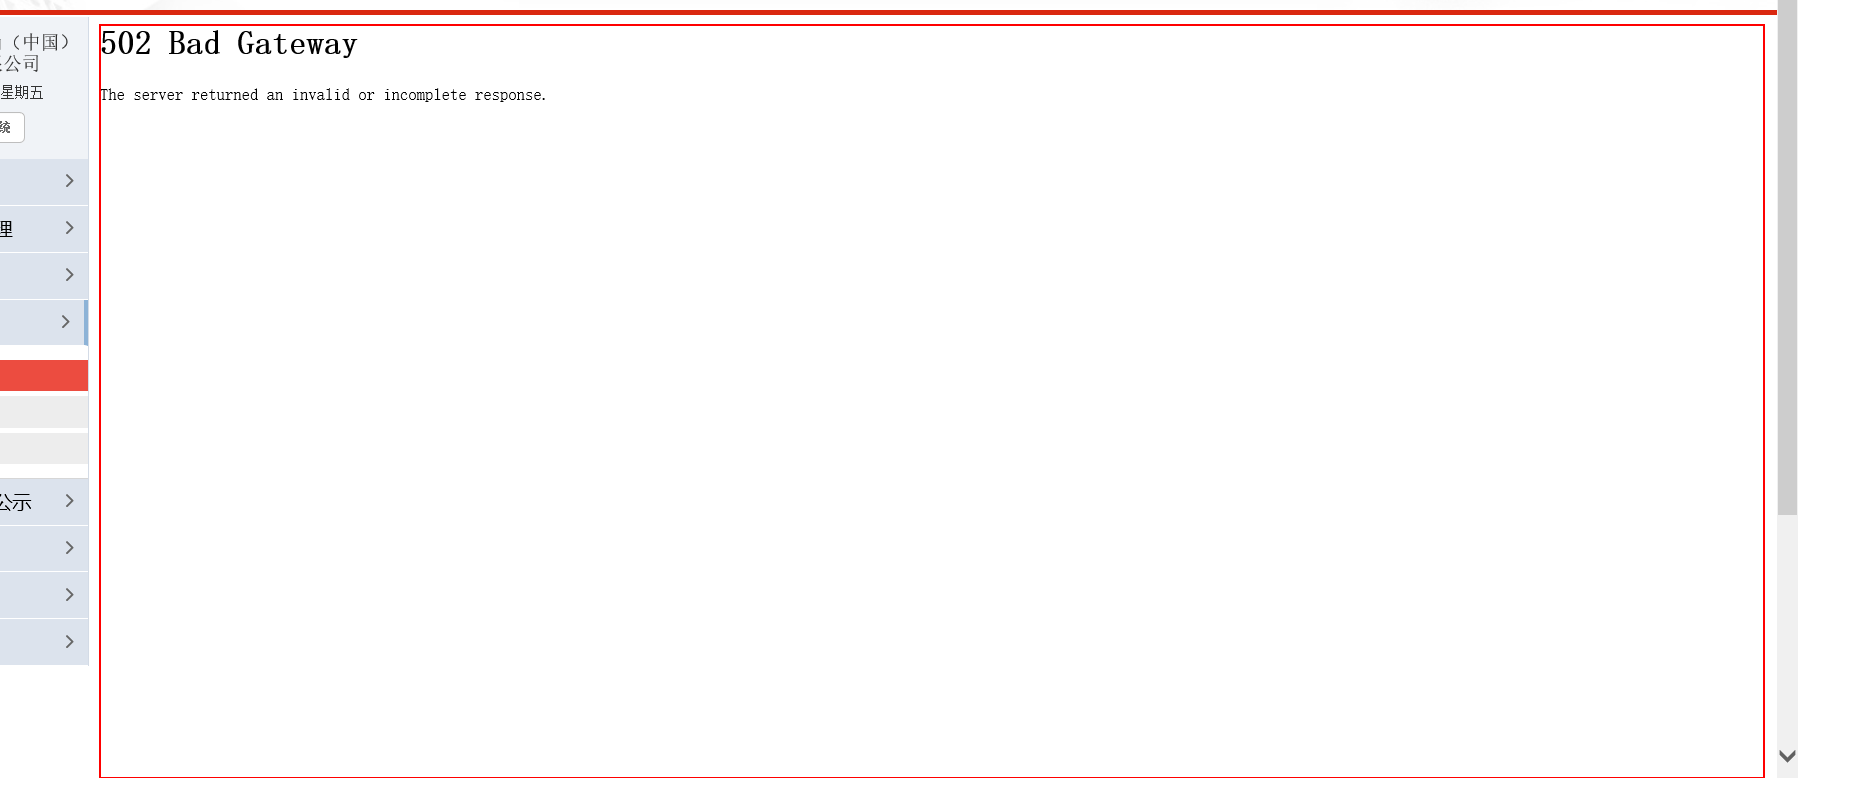 （中国）
公司
星期五
统
理
公示
502 Bad Gateway
The server returned an invalid or incomplete response.